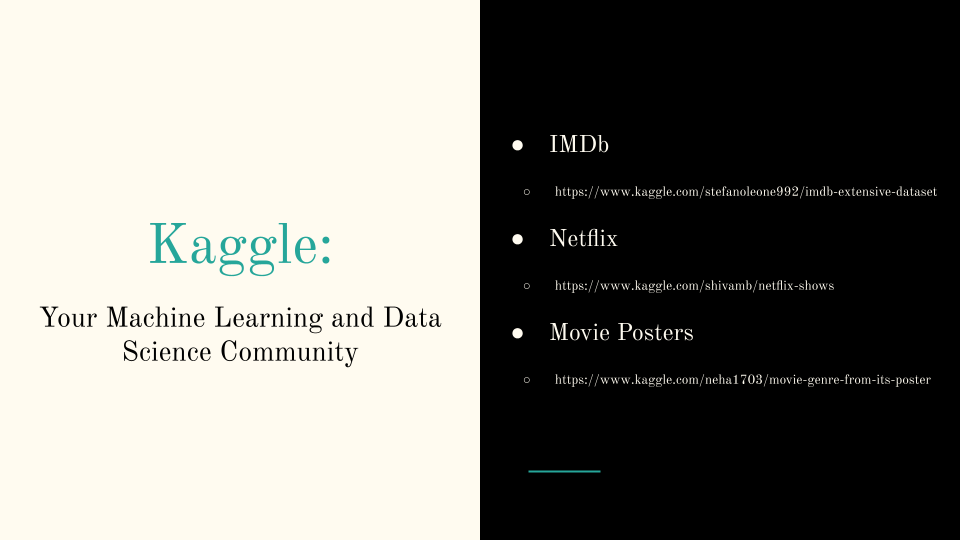 Kaggle:
Your Machine Learning and Data
Science Community
● IMDb
○ https://www.kaggle.com/stefanoleone992/imdb-extensive-dataset
● Netflix
○ https://www.kaggle.com/shivamb/netflix-shows
● Movie Posters
○ https://www.kaggle.com/neha1703/movie-genre-from-its-poster